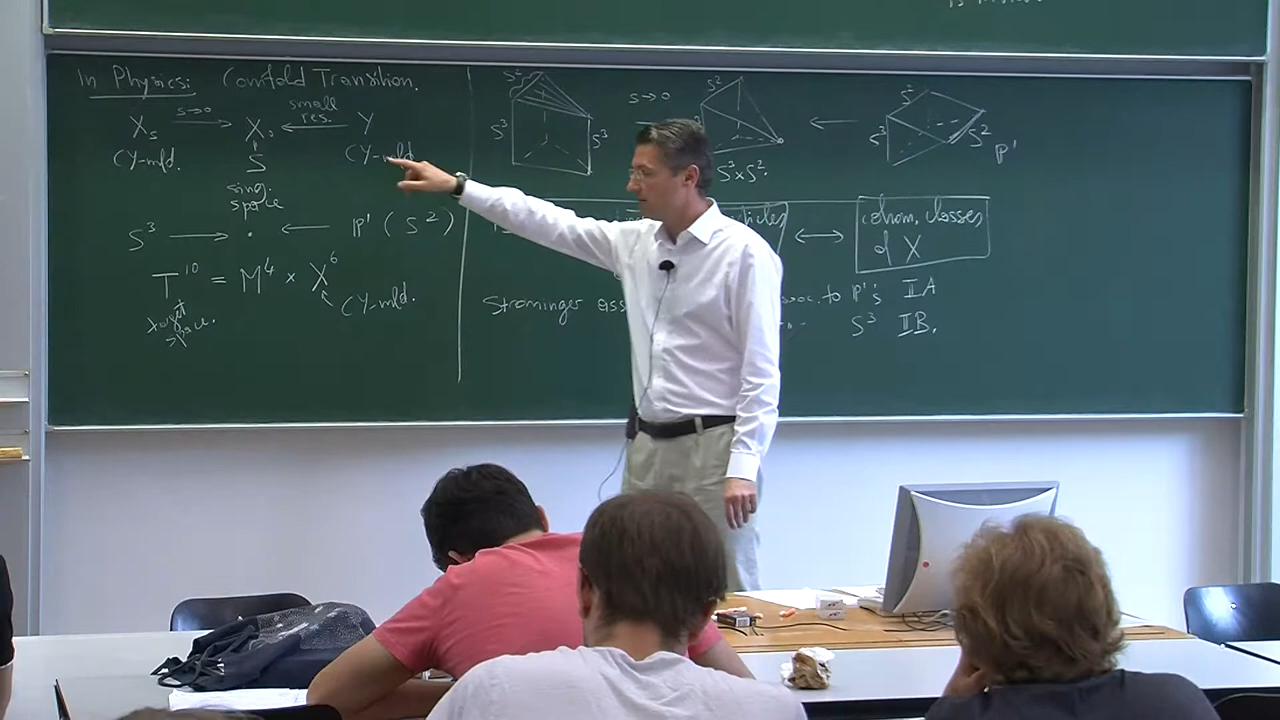 In Physics: Conifold Transition.
X_s s→0 → X_0 ← small res. Y
CY-mfd. S CY-mfd.
sing. space
S³ → · ← P¹ (S²)
T¹⁰ = M⁴ × X⁶
target space. CY-mfd.
S² s→0 S² ← S²
S³ S³ S³ S²
S³×S². P¹
↔ cohom. classes of X
Strominger assoc. to P¹'s IIA
S³ IIB.